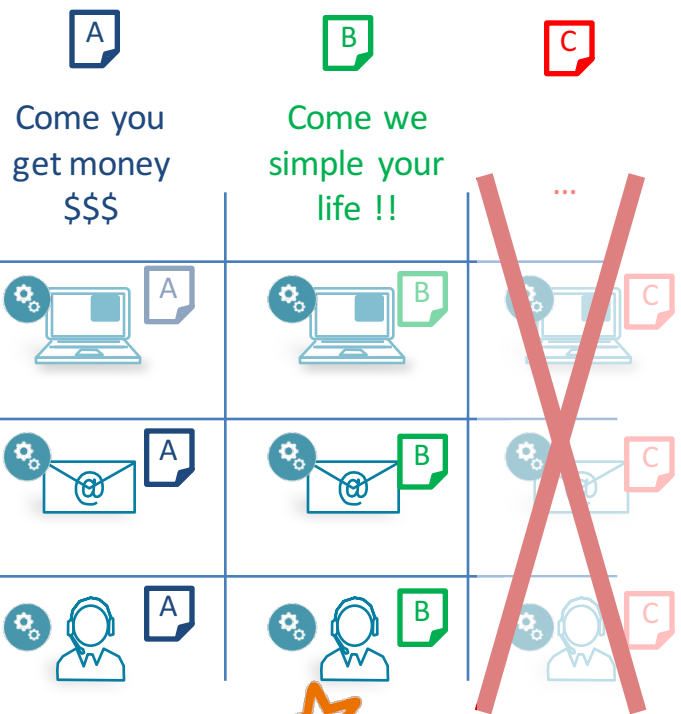 A B C
Come you
get money
$$$
Come we
simple your
life !!
...
A B C
@ A @ B @ C
A B C